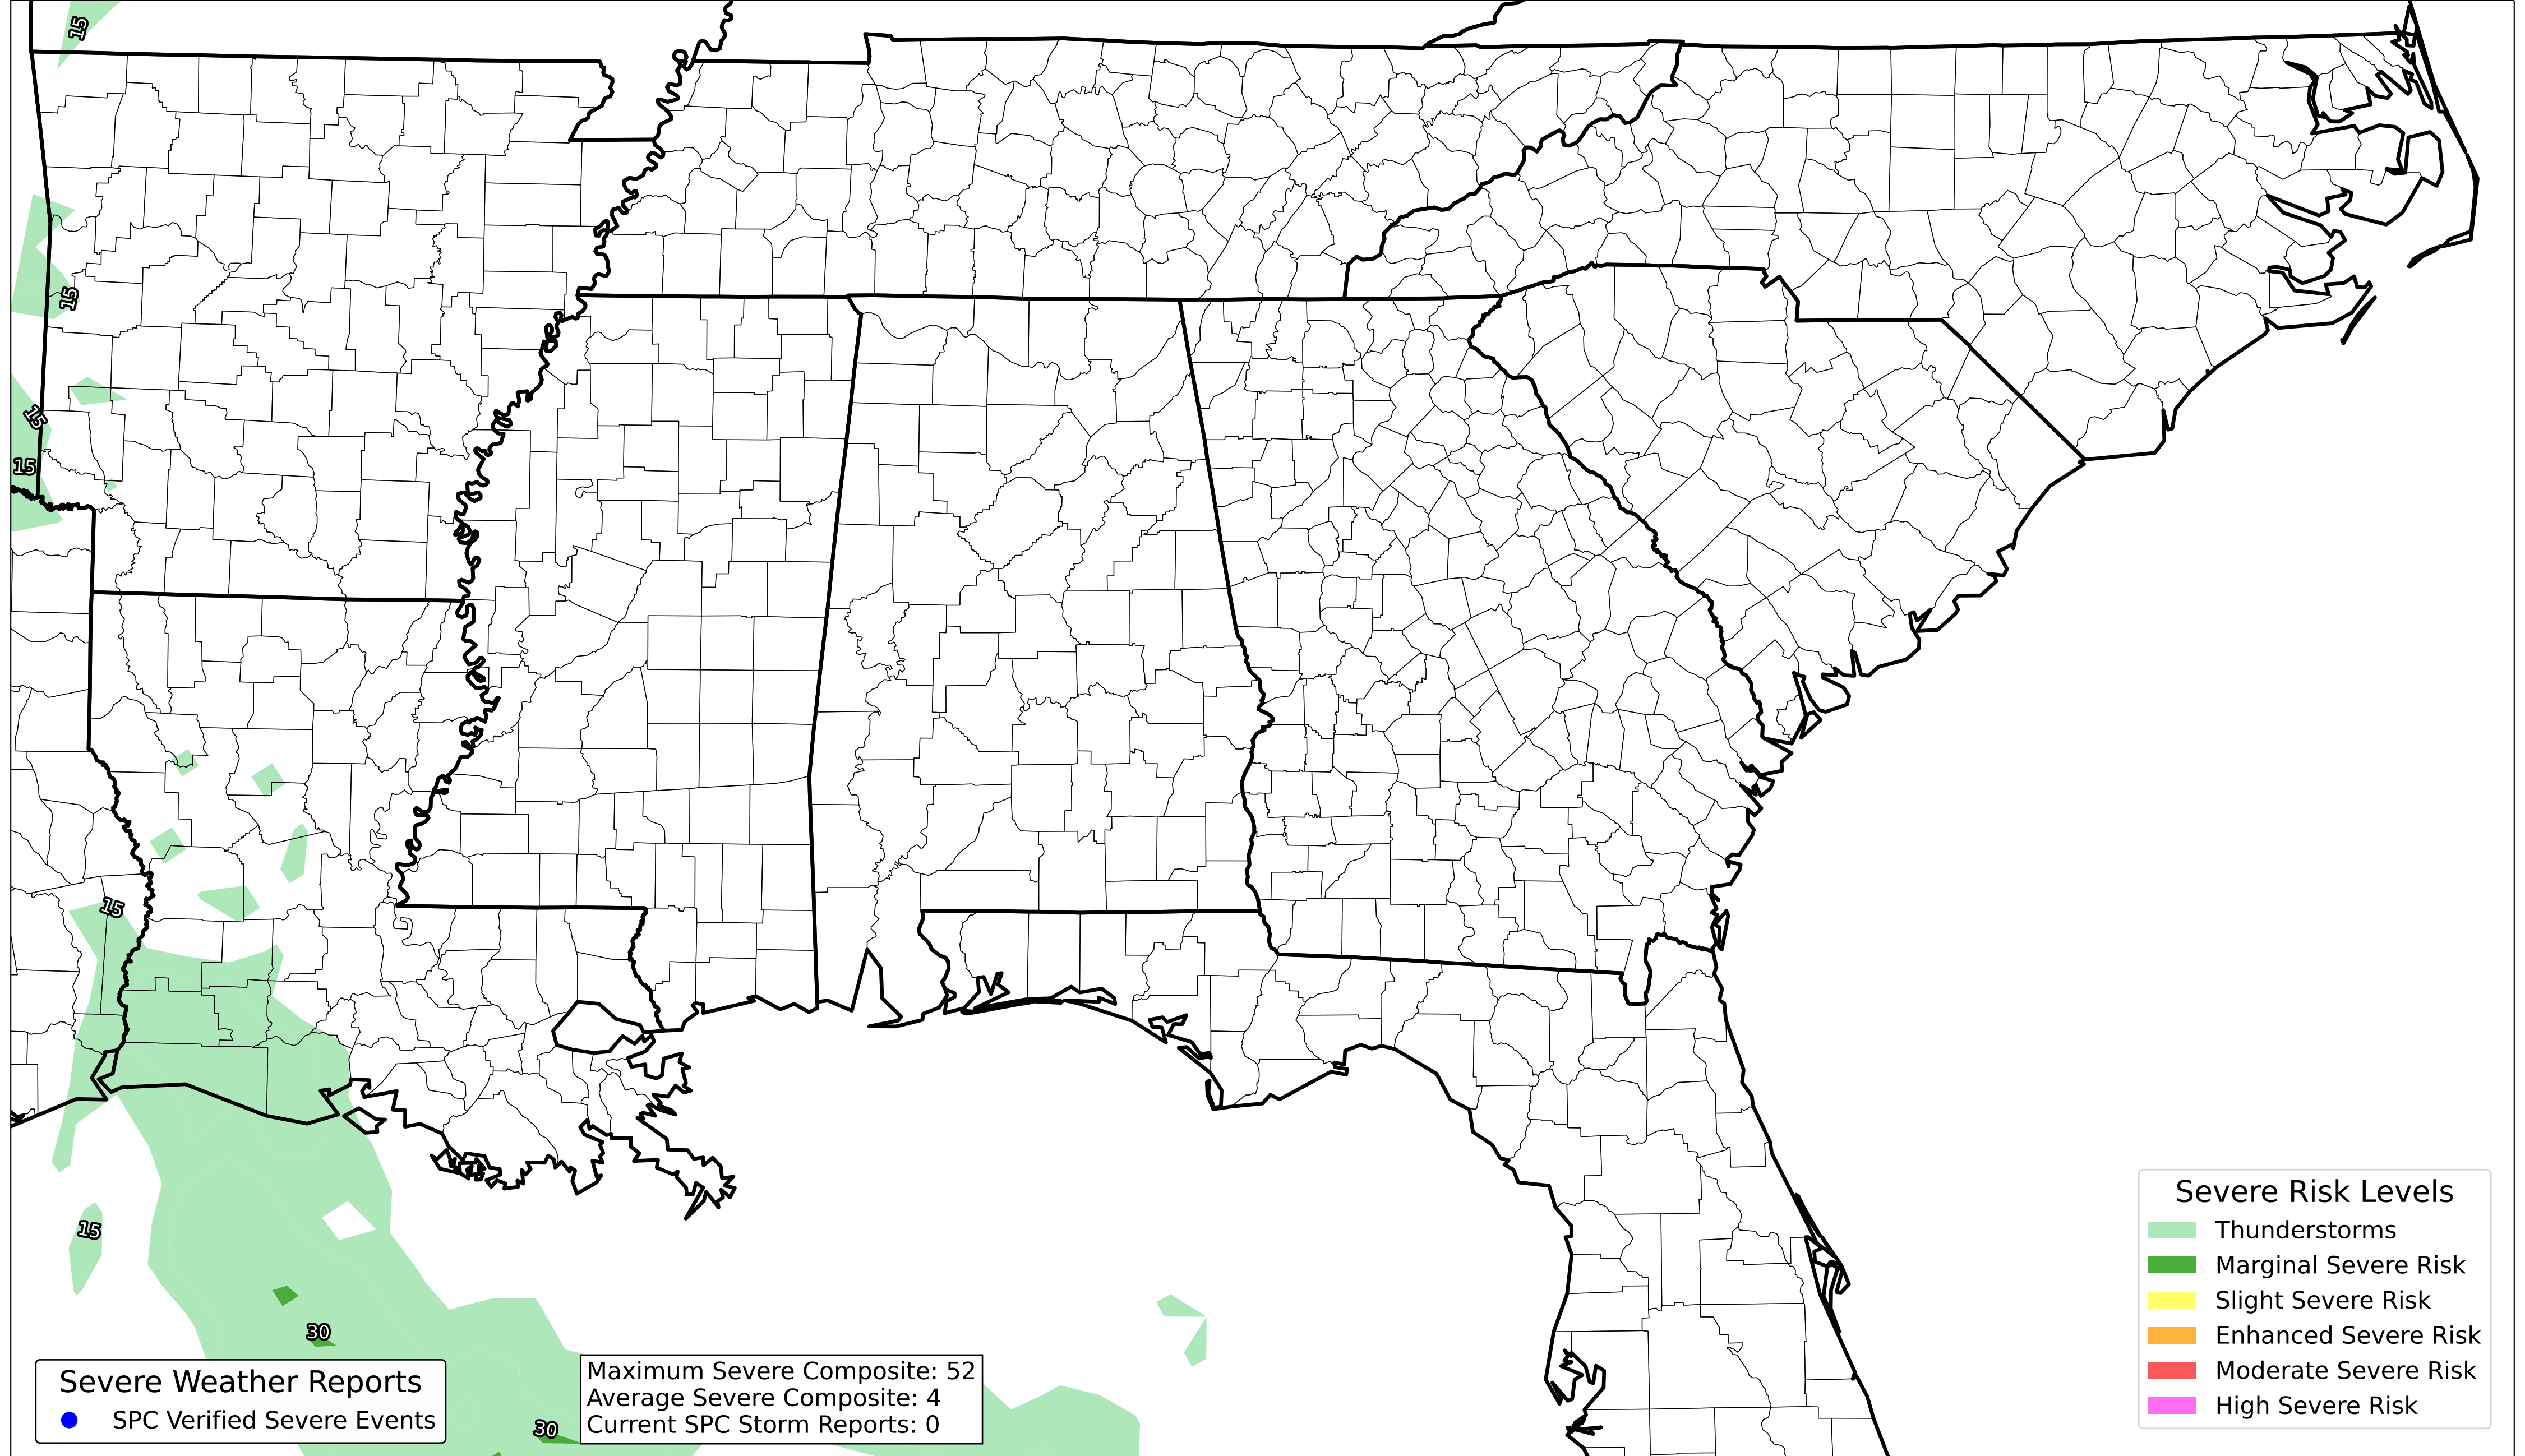 15
15
15
15
15
15
30
30
Severe Weather Reports
SPC Verified Severe Events
Maximum Severe Composite: 52
Average Severe Composite: 4
Current SPC Storm Reports: 0
Severe Risk Levels
Thunderstorms
Marginal Severe Risk
Slight Severe Risk
Enhanced Severe Risk
Moderate Severe Risk
High Severe Risk